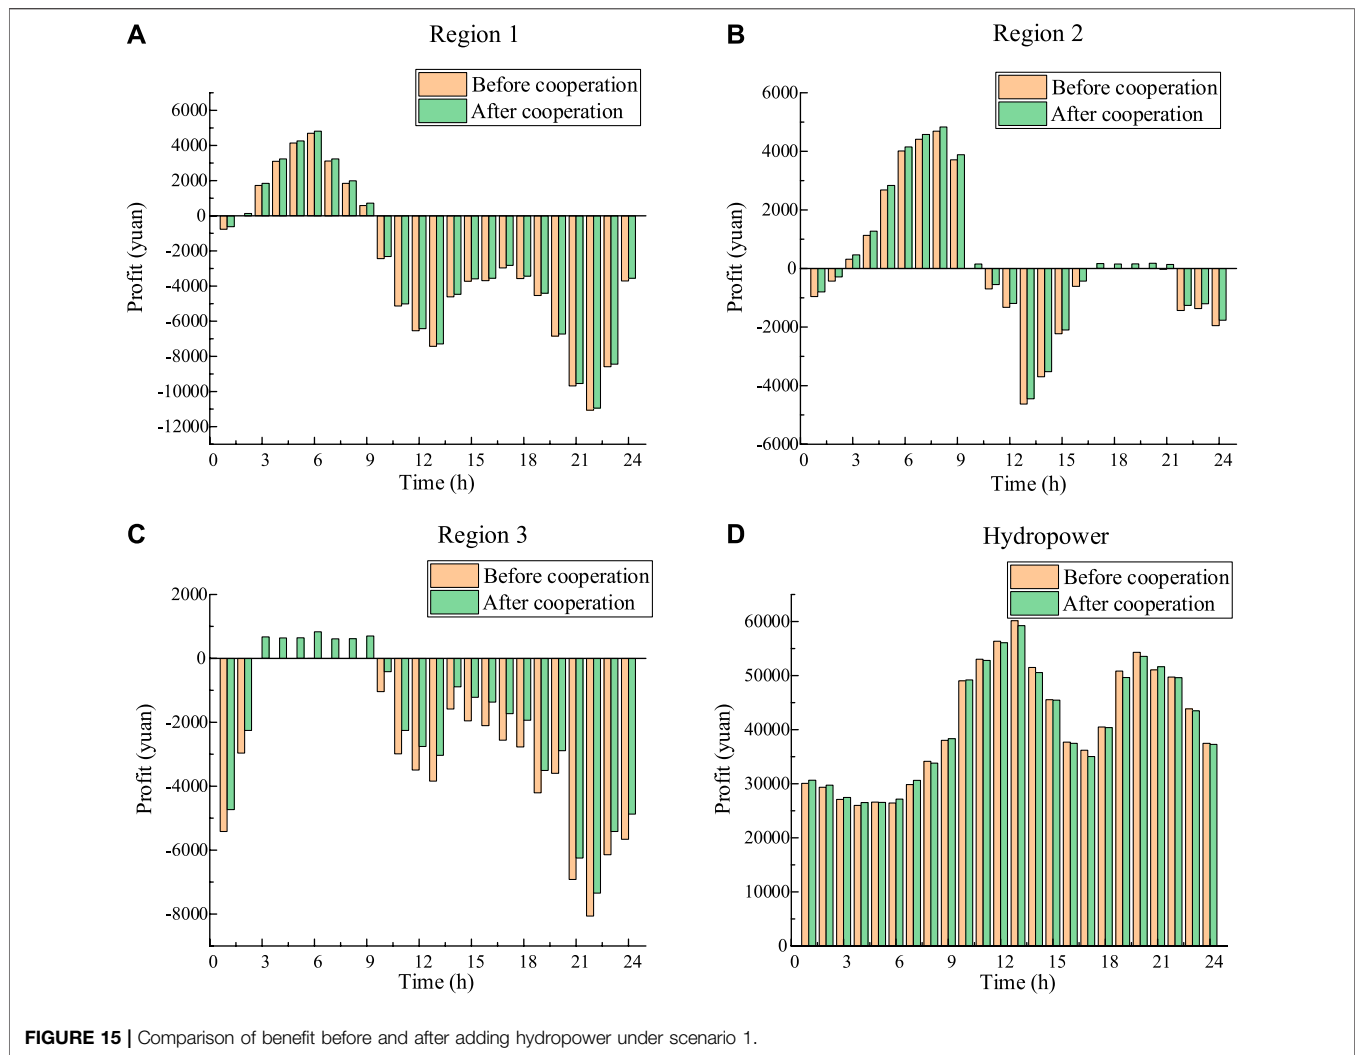 A
Region 1
Before cooperation
After cooperation
Profit (yuan)
6000
4000
2000
0
-2000
-4000
-6000
-8000
-10000
-12000
0 3 6 9 12 15 18 21 24
Time (h)
B
Region 2
Before cooperation
After cooperation
Profit (yuan)
6000
4000
2000
0
-2000
-4000
-6000
0 3 6 9 12 15 18 21 24
Time (h)
C
Region 3
Before cooperation
After cooperation
Profit (yuan)
2000
0
-2000
-4000
-6000
-8000
0 3 6 9 12 15 18 21 24
Time (h)
D
Hydropower
Before cooperation
After cooperation
Profit (yuan)
60000
50000
40000
30000
20000
10000
0
0 3 6 9 12 15 18 21 24
Time (h)
FIGURE 15 | Comparison of benefit before and after adding hydropower under scenario 1.